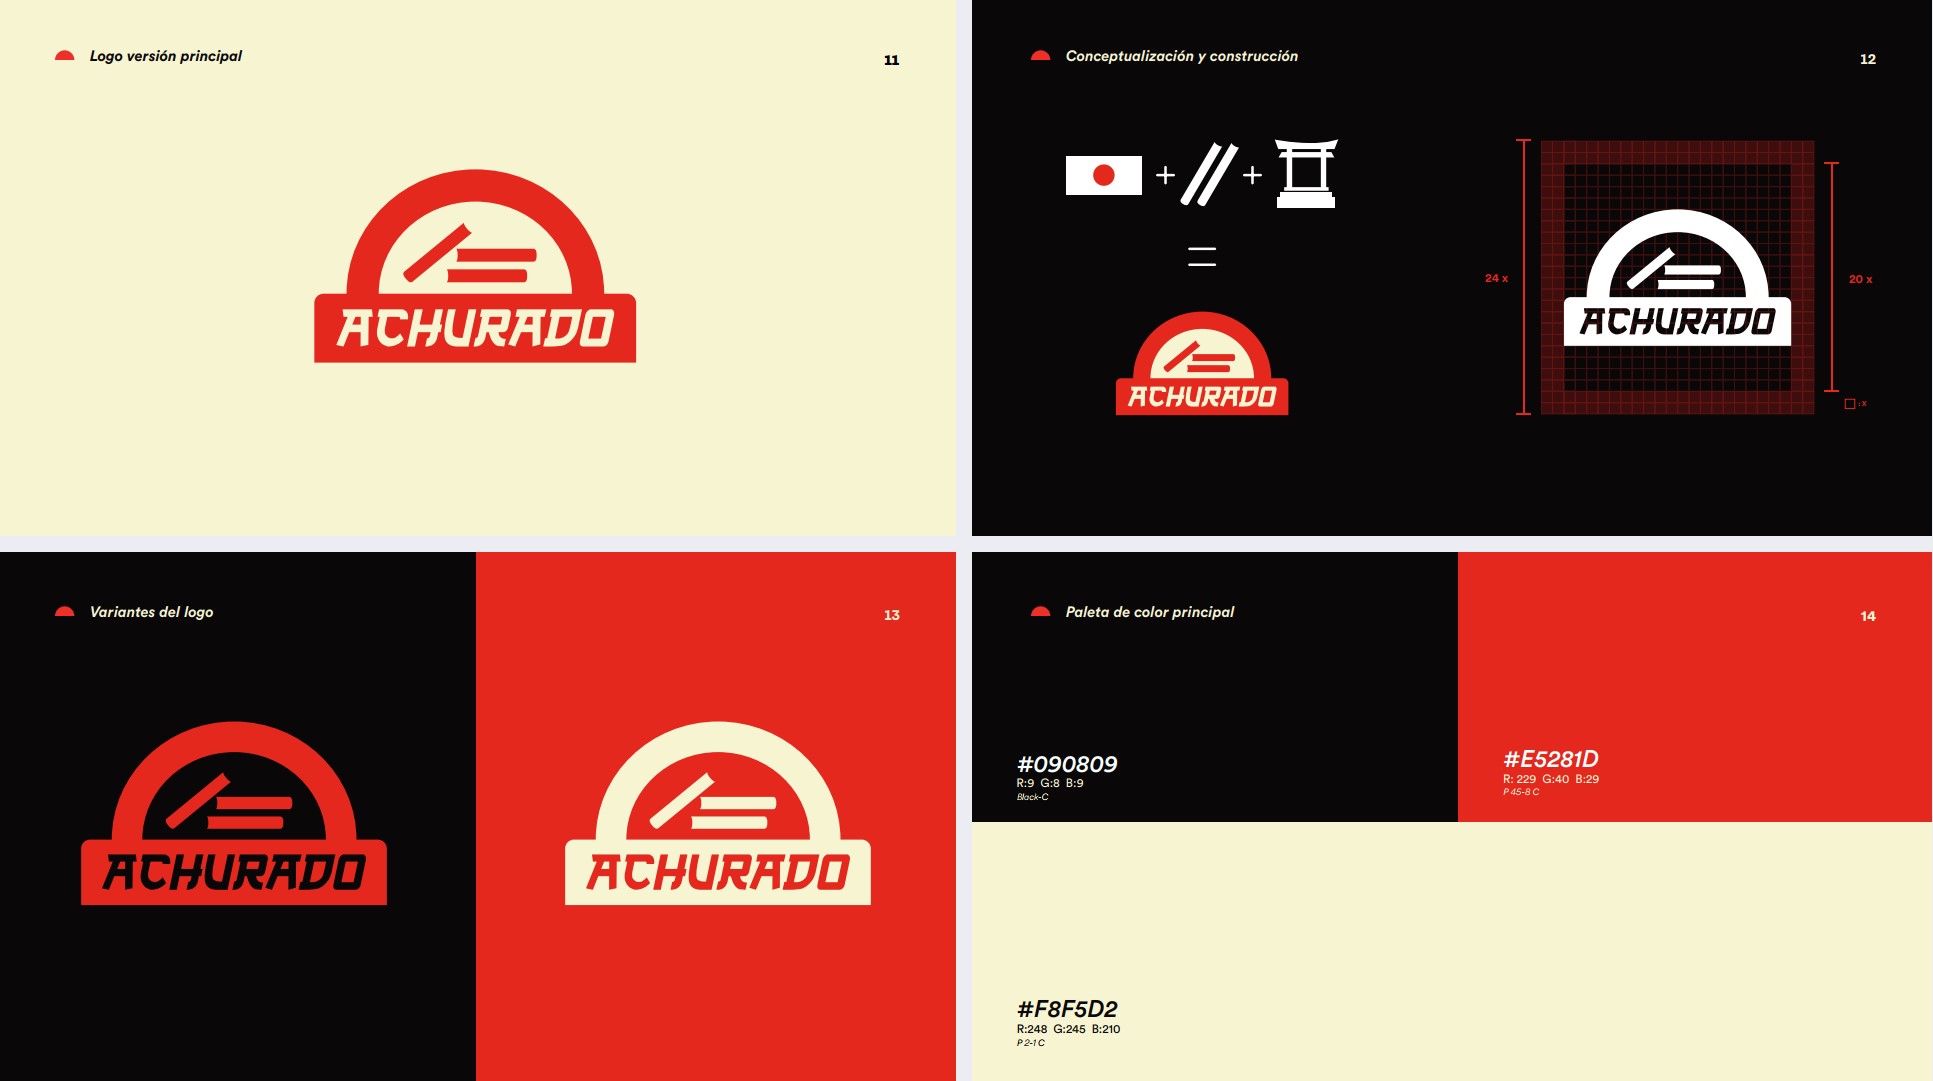 Logo versión principal
11
ACHURADO
Conceptualización y construcción
12
+ +
=
ACHURADO
24 x
ACHURADO
20 x
: x
Variantes del logo
13
ACHURADO
ACHURADO
Paleta de color principal
14
#090809
R:9 G:8 B:9
Black-C
#E5281D
R: 229 G:40 B:29
P 45-8 C
#F8F5D2
R:248 G:245 B:210
P 2-1 C